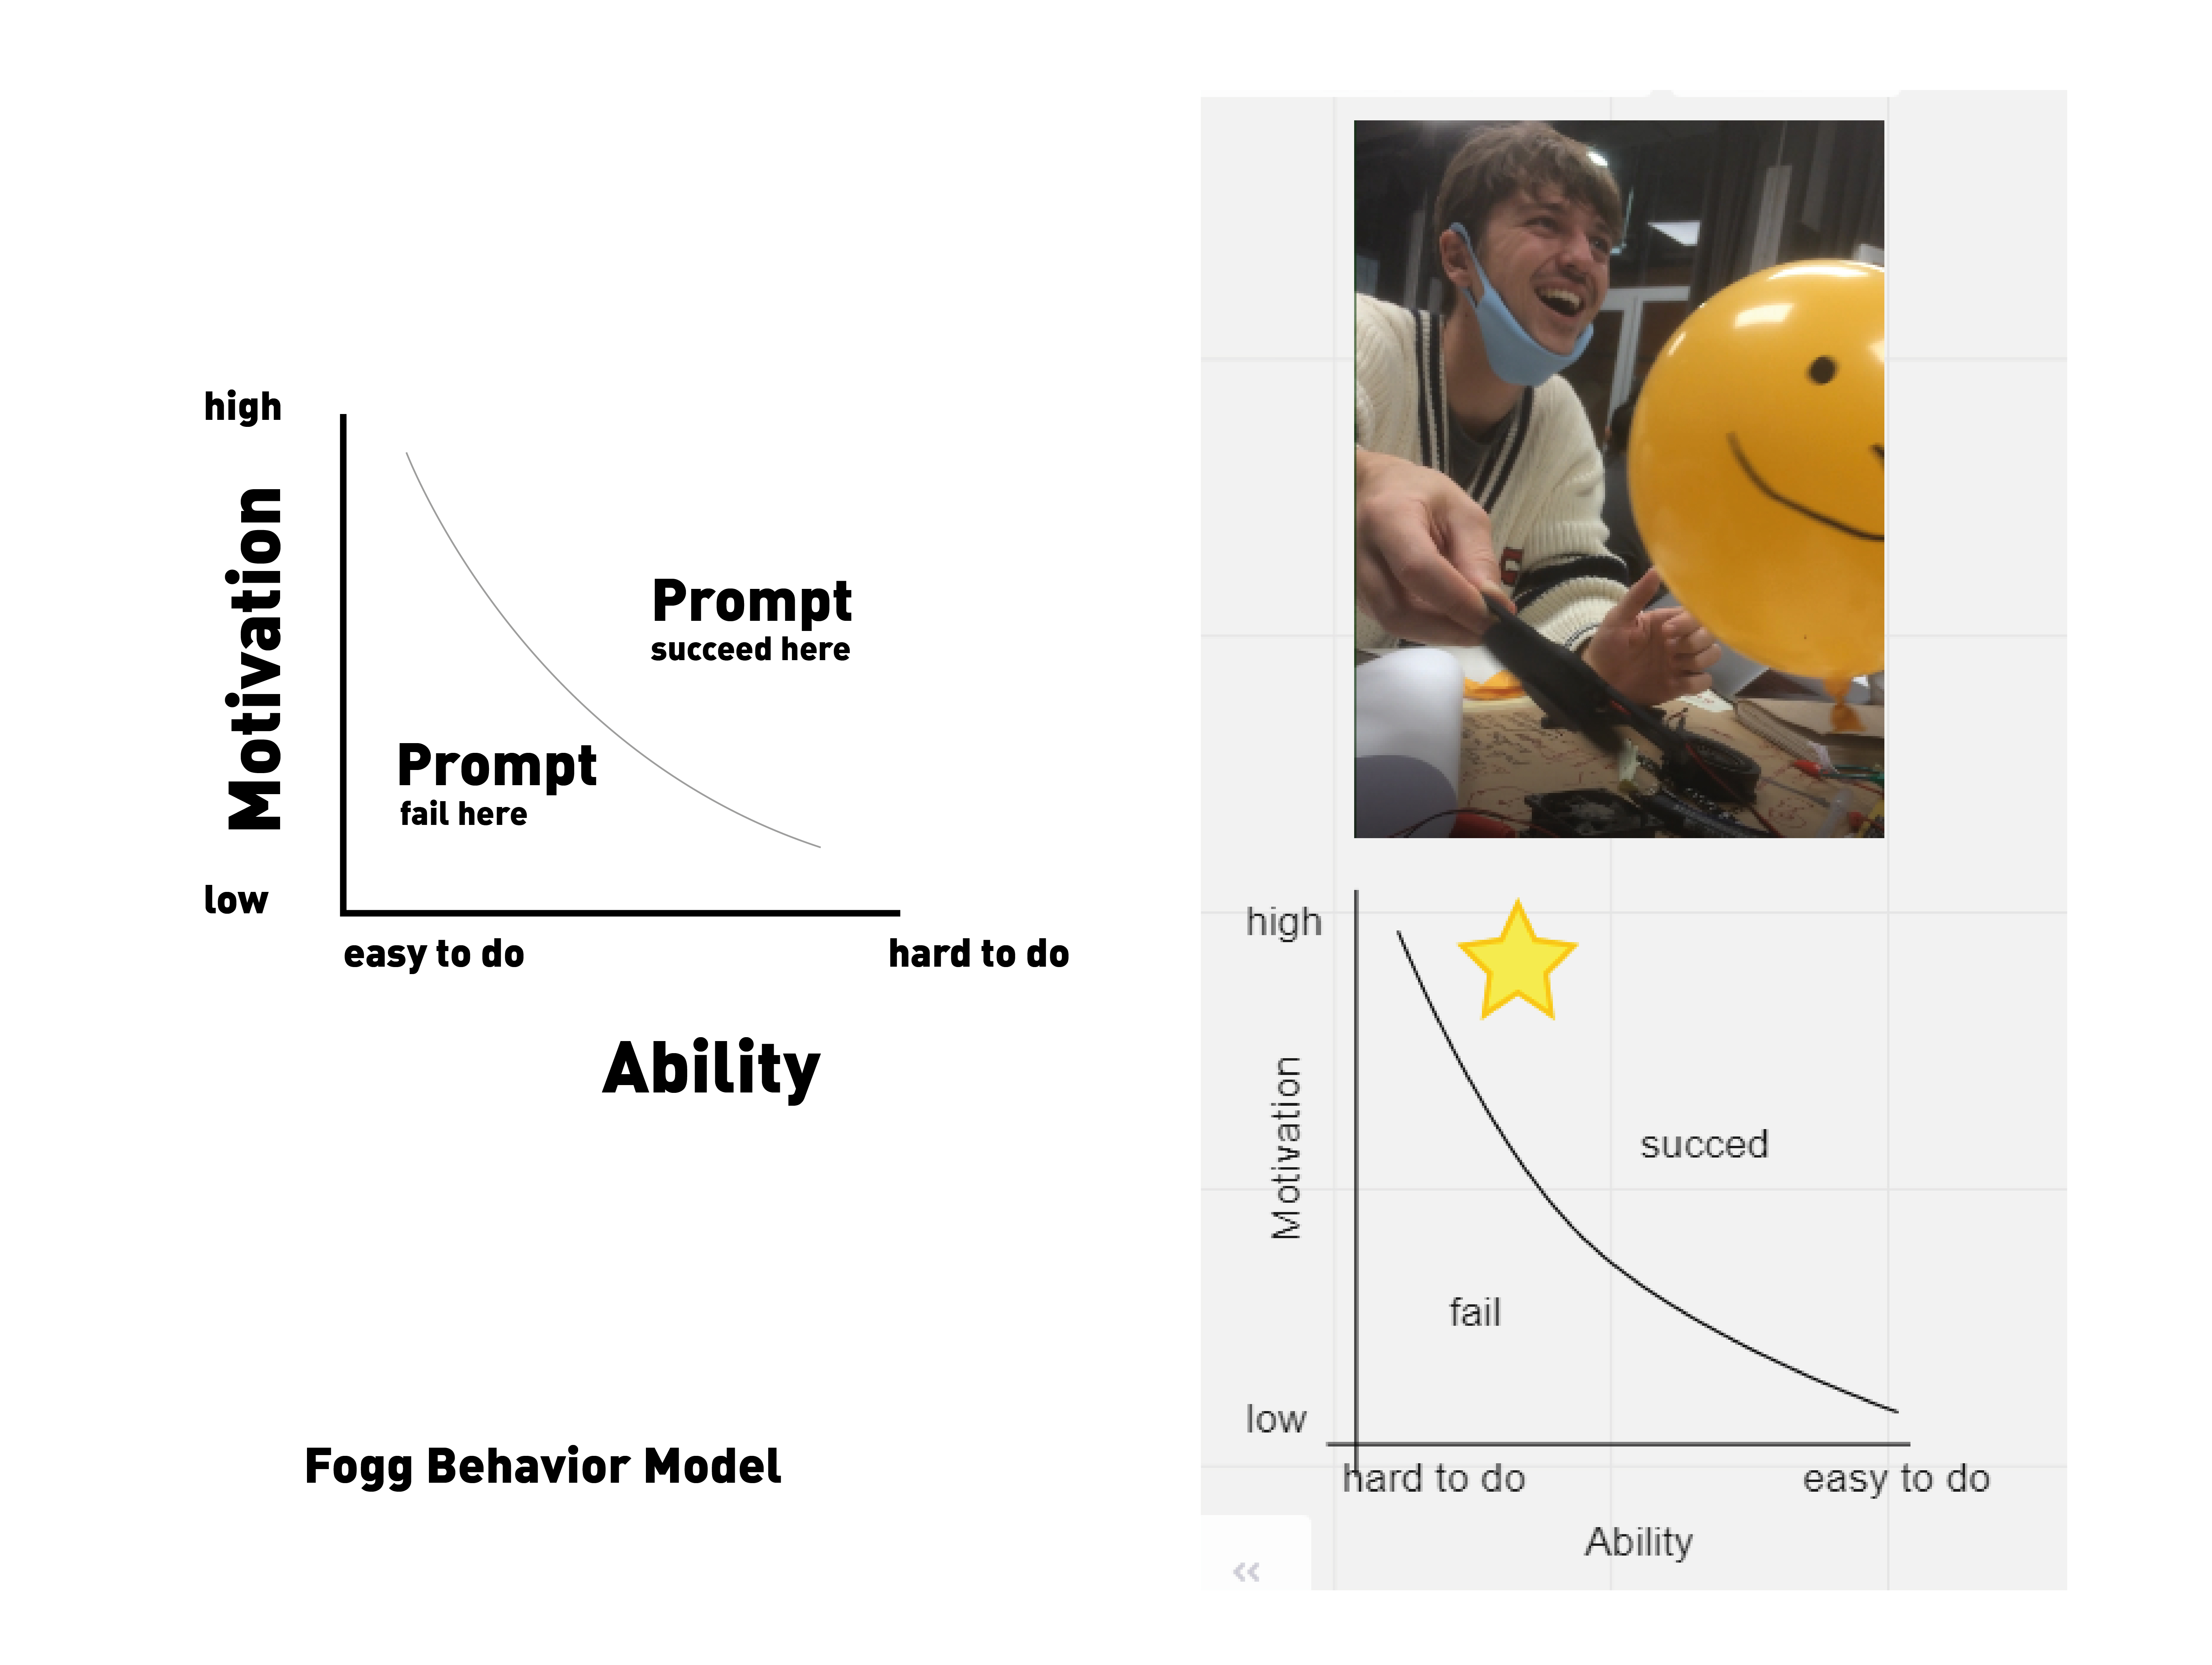 high
Motivation
Prompt
succeed here
Prompt
fail here
low
easy to do
hard to do
Ability
Fogg Behavior Model
high
Motivation
succed
fail
low
hard to do
easy to do
Ability
«